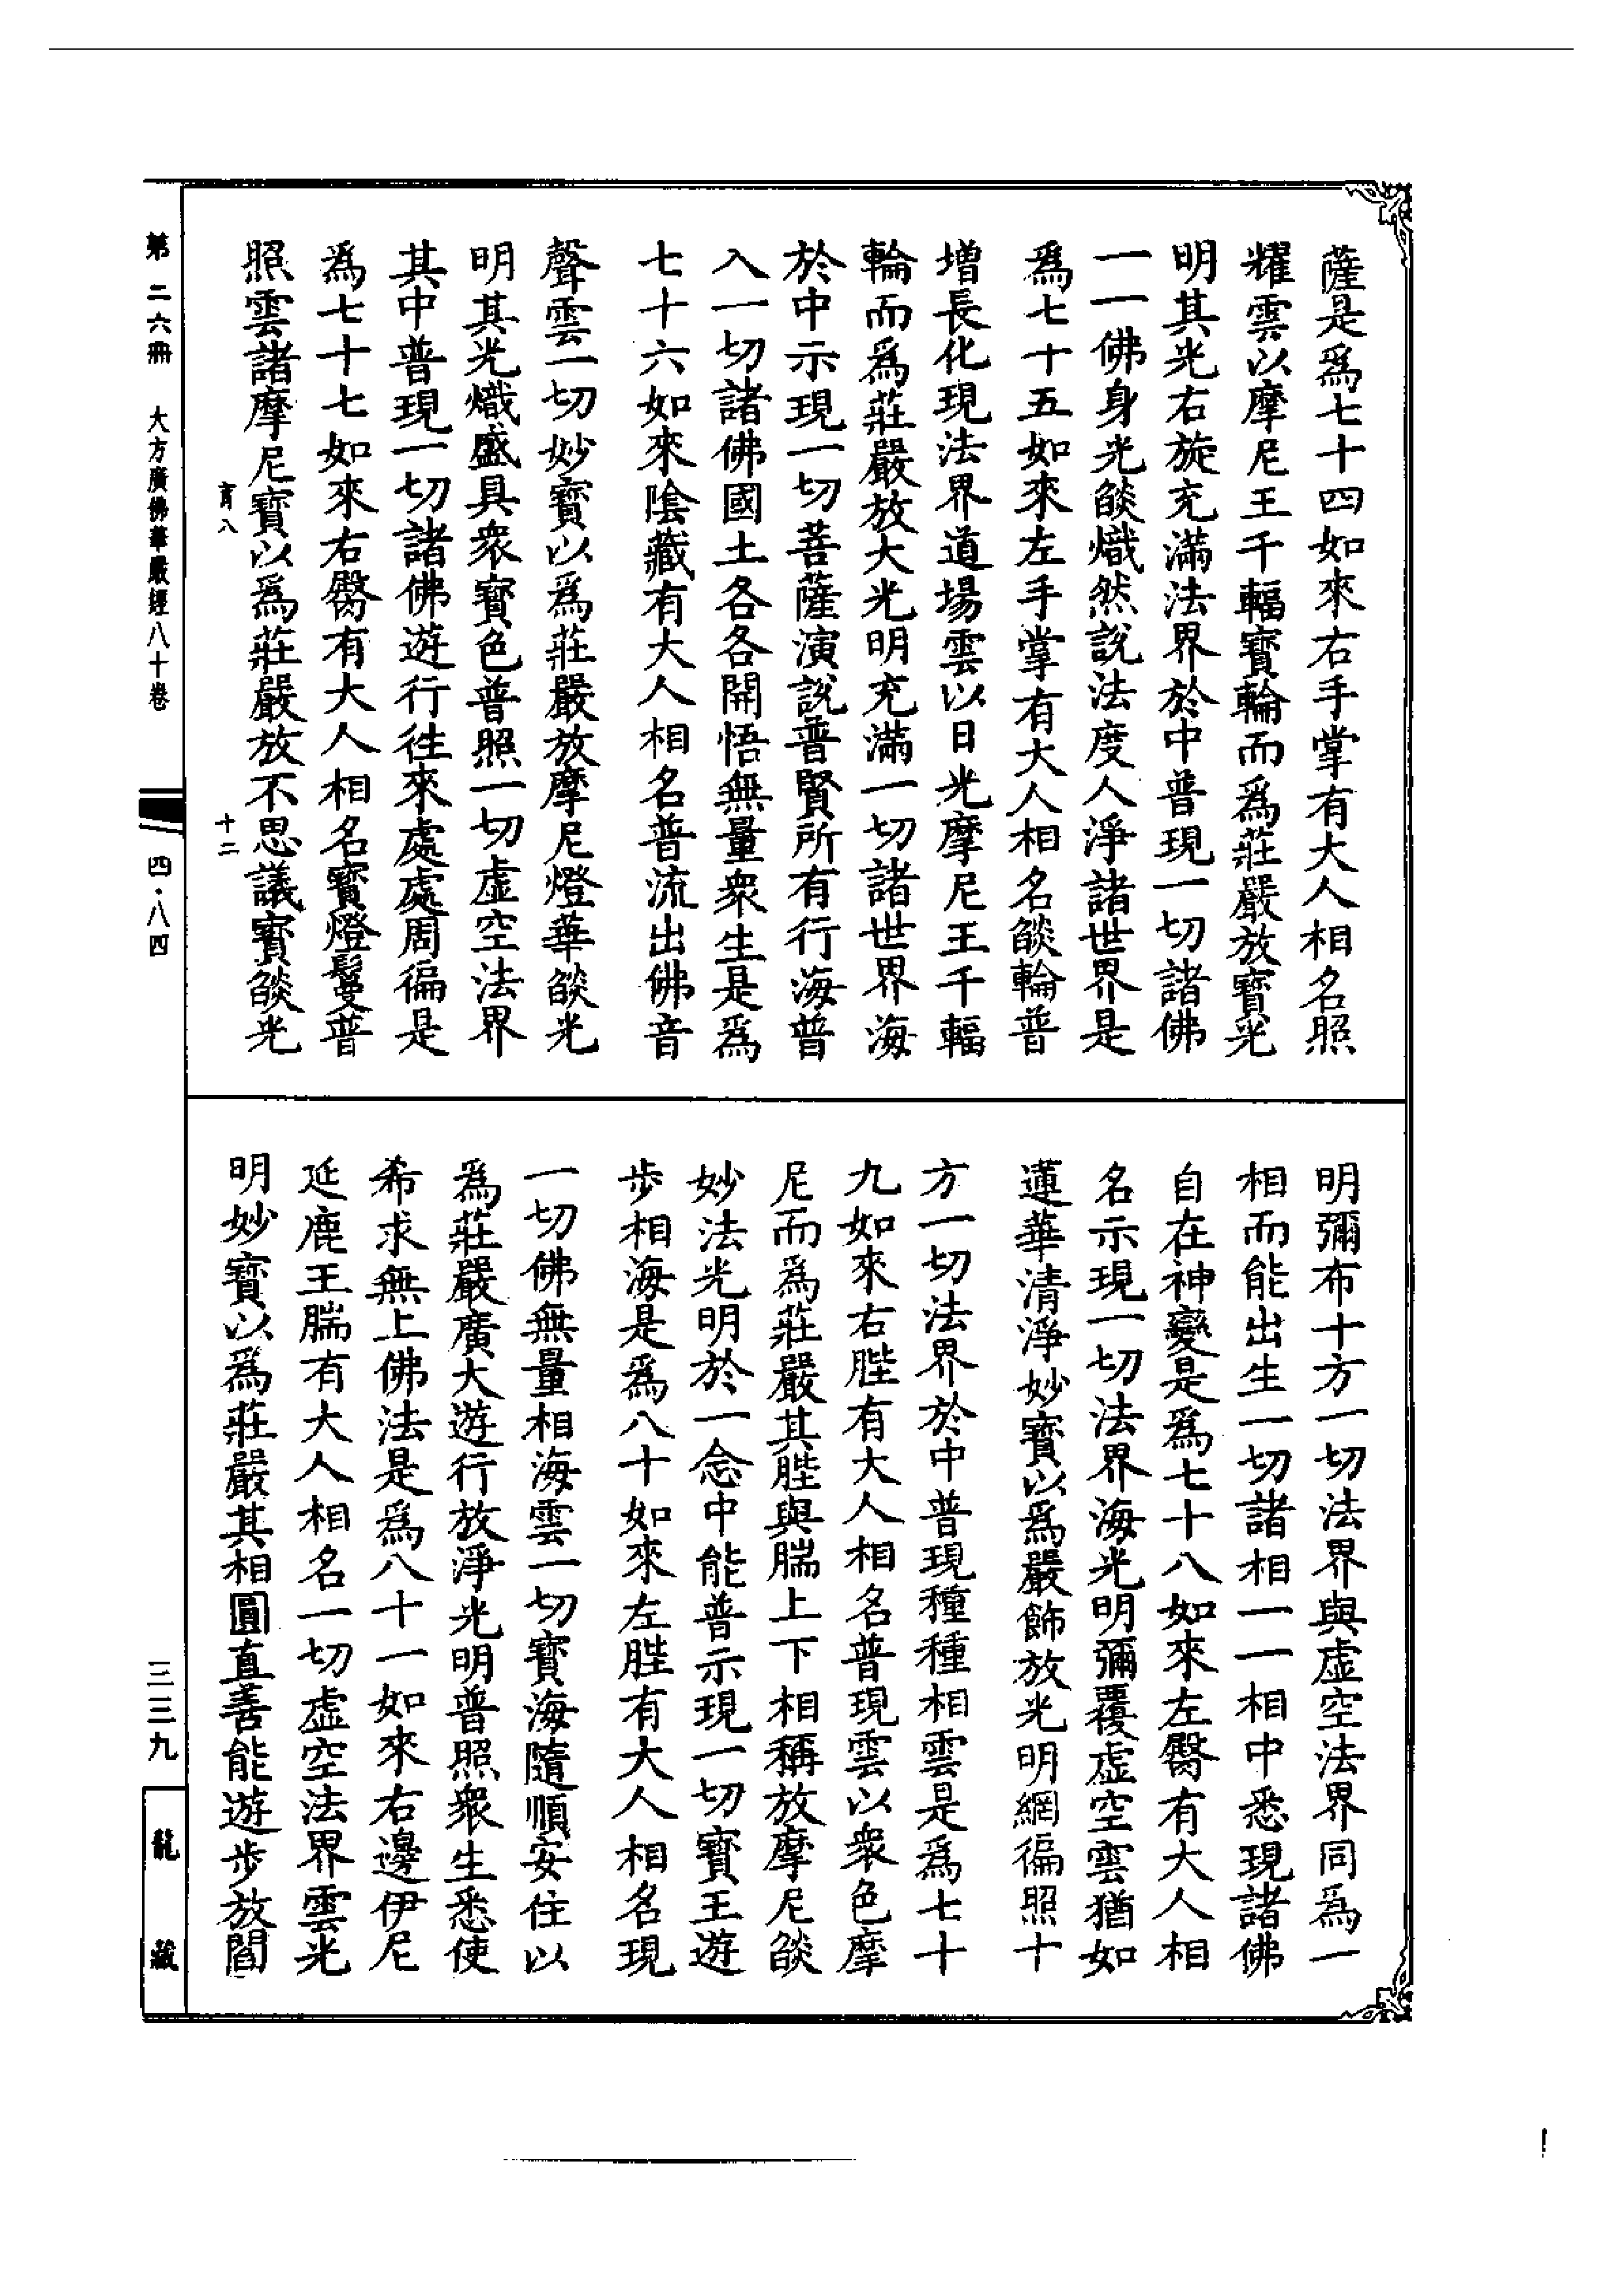 薩是爲七十四如來右手掌有大人相名照
耀雲以摩尼王千輻寶輪而爲莊嚴放寶光
明其光右旋充滿法界於中普現一切諸佛
一一佛身光燄熾然說法度人淨諸世界是
爲七十五如來左手掌有大人相名燄輪普
增長化現法界道場雲以日光摩尼王千輻
輪而爲莊嚴放大光明充滿一切諸世界海
於中示現一切菩薩演說普賢所有行海普
入一切諸佛國土各各開悟無量衆生是爲
七十六如來陰藏有大人相名普流出佛音
聲雲一切妙寶以爲莊嚴放摩尼燈華燄光
明其光熾盛具衆寶色普照一切虛空法界
其中普現一切諸佛遊行往來處處周徧是
爲七十七如來右臀有大人相名寶燈鬘普
照雲諸摩尼寶以爲莊嚴放不思議寶燄光
育八
十二
明彌布十方一切法界與虛空法界同爲一
相而能出生一切諸相一一相中悉現諸佛
自在神變是爲七十八如來左臀有大人相
名示現一切法界海光明彌覆虛空雲猶如
蓮華清淨妙寶以爲嚴飾放光明網徧照十
方一切法界於中普現種種相雲是爲七十
九如來右髀有大人相名普現雲以衆色摩
尼而爲莊嚴其髀與腨上下相稱放摩尼燄
妙法光明於一念中能普示現一切寶王遊
步相海是爲八十如來左髀有大人相名現
一切佛無量相海雲一切寶海隨順安住以
爲莊嚴廣大遊行放淨光明普照衆生悉使
希求無上佛法是爲八十一如來右邊伊尼
延鹿王腨有大人相名一切虛空法界雲光
明妙寶以爲莊嚴其相圓直善能遊步放閻
第二六冊　大方廣佛華嚴經八十卷
四·八四
三三九
龍藏